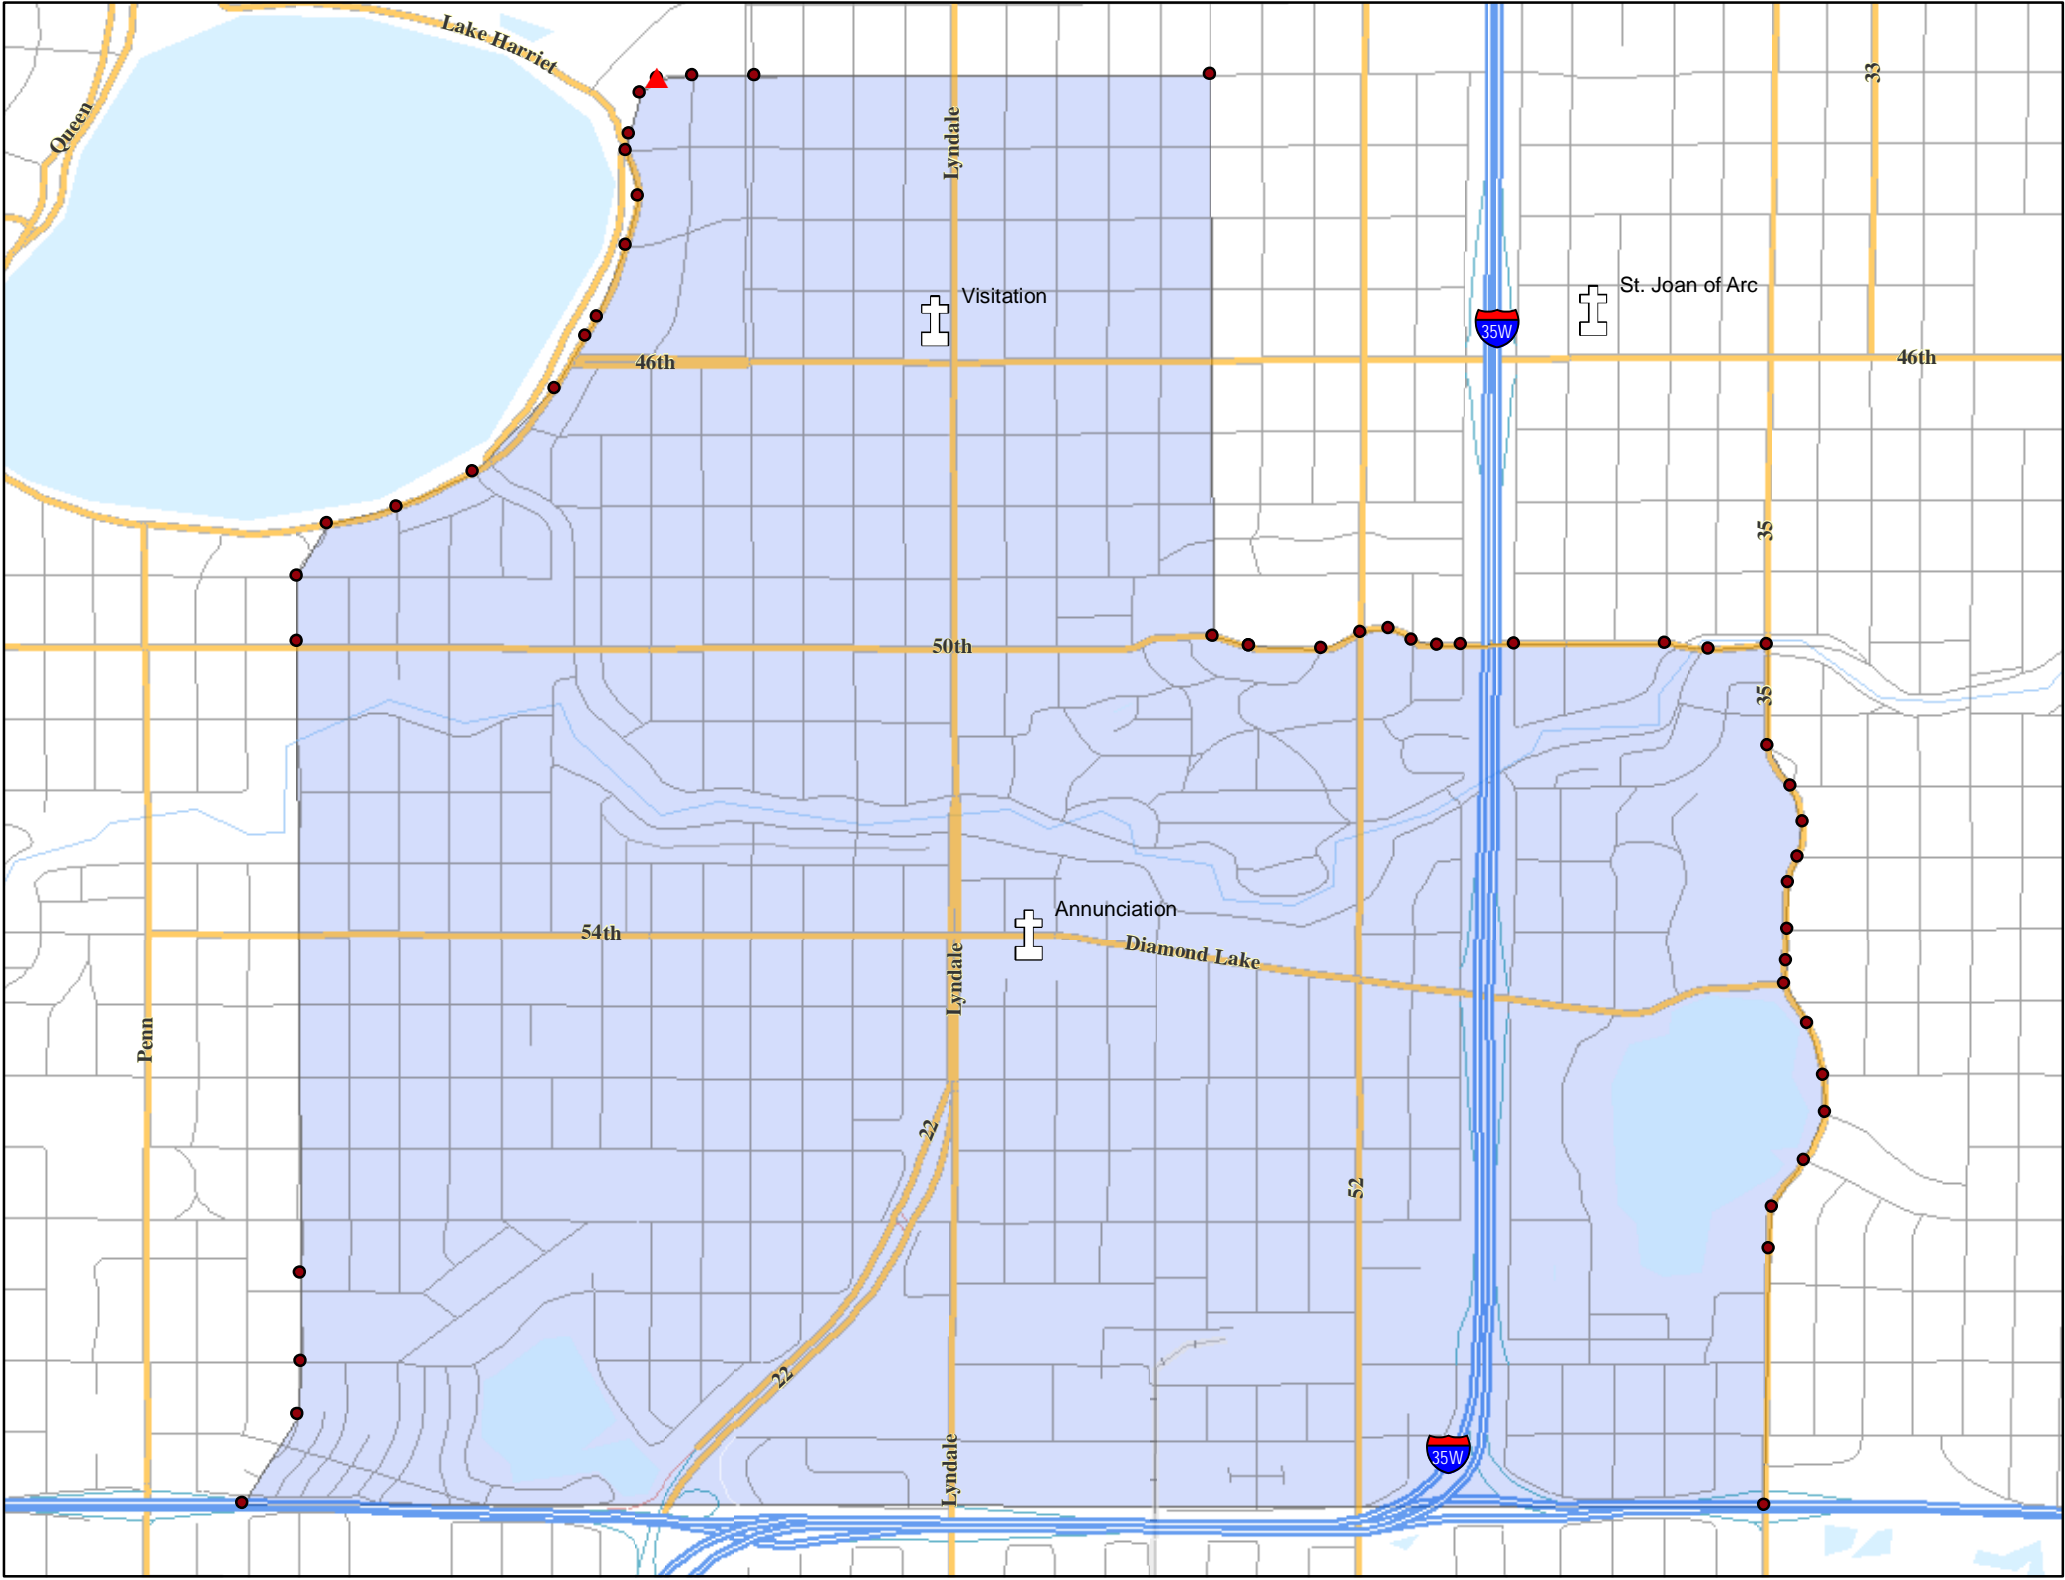 Lake Harriet
Queen
33
Lyndale
Visitation
St. Joan of Arc
35W
46th
46th
35
50th
35
Annunciation
54th
Diamond Lake
Lyndale
Penn
22
52
22
35W
Lyndale